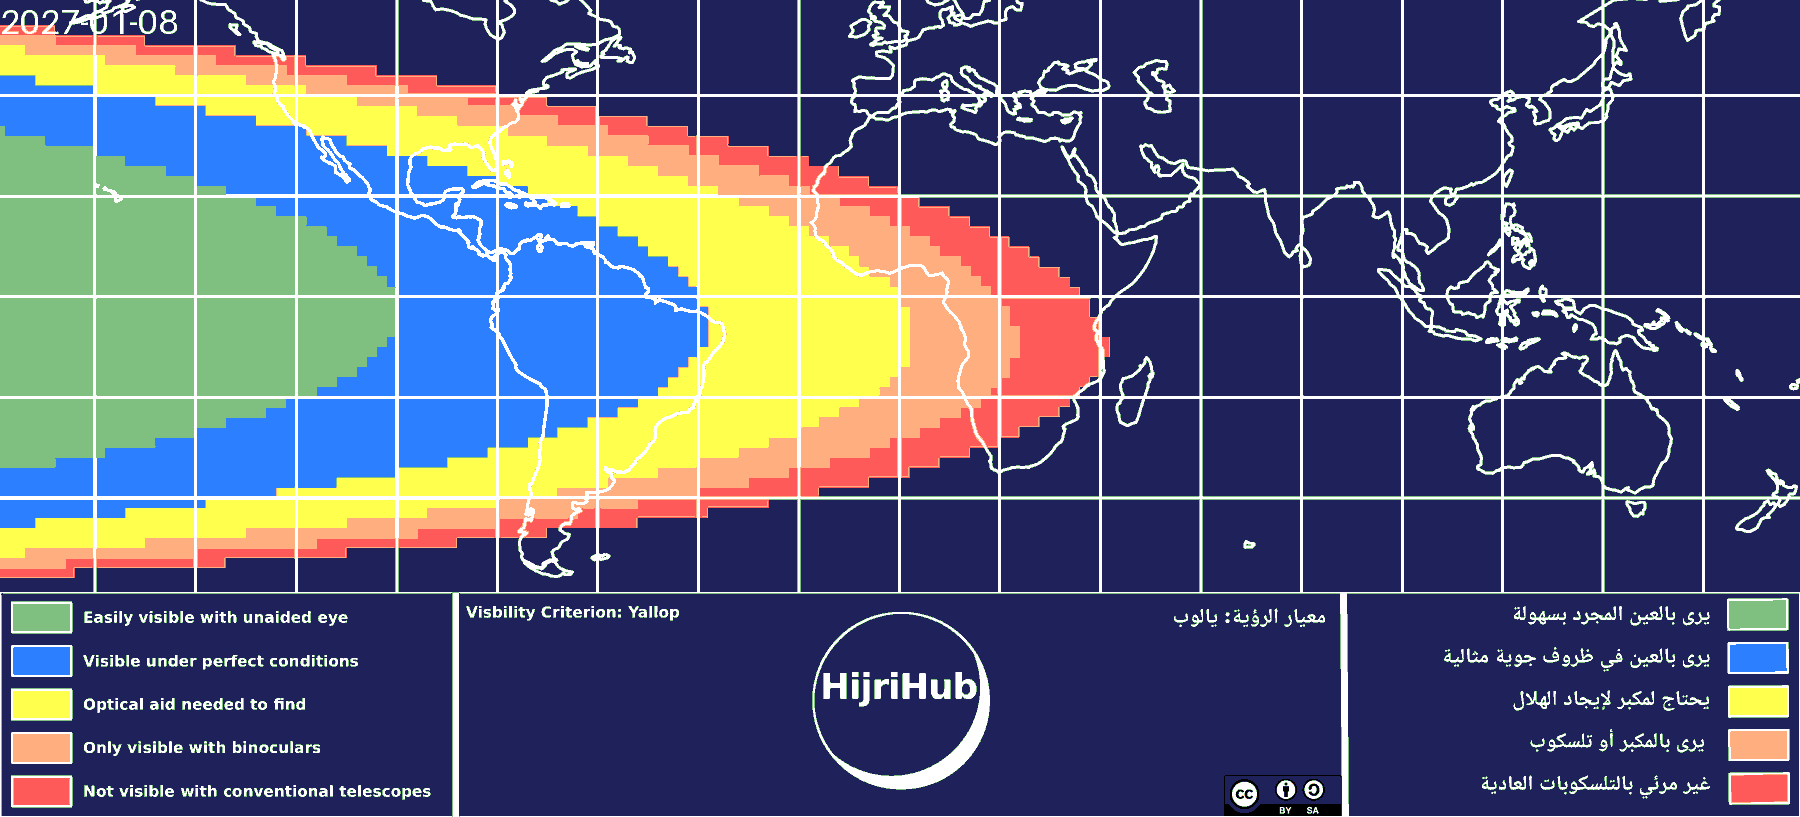 2027-01-08
Easily visible with unaided eye
Visible under perfect conditions
Optical aid needed to find
Only visible with binoculars
Not visible with conventional telescopes
Visbility Criterion: Yallop
معيار الرؤية: يالوب
HijriHub
cc
BY SA
يرى بالعين المجرد بسهولة
يرى بالعين في ظروف جوية مثالية
يحتاج لمكبر لإيجاد الهلال
يرى بالمكبر أو تلسكوب
غير مرئي بالتلسكوبات العادية